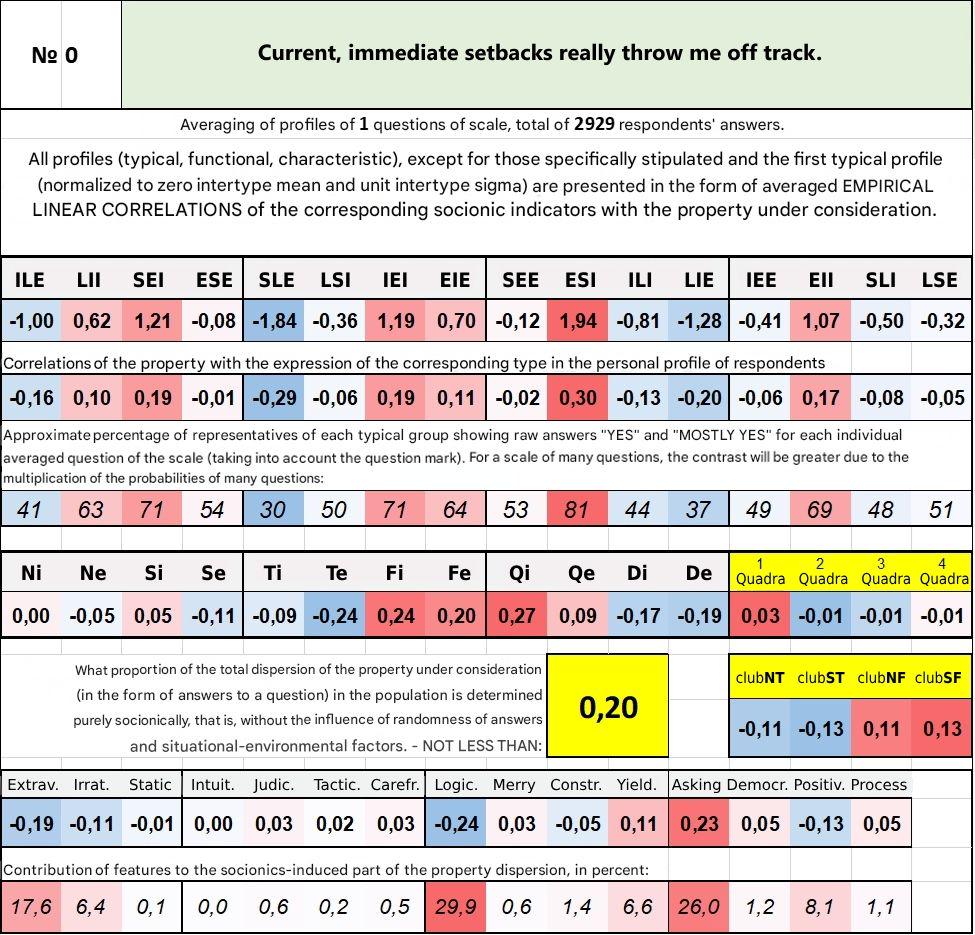 № 0
Current, immediate setbacks really throw me off track.
Averaging of profiles of 1 questions of scale, total of 2929 respondents' answers.
All profiles (typical, functional, characteristic), except for those specifically stipulated and the first typical profile
(normalized to zero intertype mean and unit intertype sigma) are presented in the form of averaged EMPIRICAL
LINEAR CORRELATIONS of the corresponding socionic indicators with the property under consideration.
ILE LII SEI ESE SLE LSI IEI EIE SEE ESI ILI LIE IEE EII SLI LSE
-1,00 0,62 1,21 -0,08 -1,84 -0,36 1,19 0,70 -0,12 1,94 -0,81 -1,28 -0,41 1,07 -0,50 -0,32
Correlations of the property with the expression of the corresponding type in the personal profile of respondents
-0,16 0,10 0,19 -0,01 -0,29 -0,06 0,19 0,11 -0,02 0,30 -0,13 -0,20 -0,06 0,17 -0,08 -0,05
Approximate percentage of representatives of each typical group showing raw answers "YES" and "MOSTLY YES" for each individual
averaged question of the scale (taking into account the question mark). For a scale of many questions, the contrast will be greater due to the
multiplication of the probabilities of many questions:
41 63 71 54 30 50 71 64 53 81 44 37 49 69 48 51
Ni Ne Si Se Ti Te Fi Fe Qi Qe Di De 1 Quadra 2 Quadra 3 Quadra 4 Quadra
0,00 -0,05 0,05 -0,11 -0,09 -0,24 0,24 0,20 0,27 0,09 -0,17 -0,19 0,03 -0,01 -0,01 -0,01
What proportion of the total dispersion of the property under consideration
(in the form of answers to a question) in the population is determined
purely socionically, that is, without the influence of randomness of answers
and situational-environmental factors. - NOT LESS THAN:
0,20
clubNT clubST clubNF clubSF
-0,11 -0,13 0,11 0,13
Extrav. Irrat. Static Intuit. Judic. Tactic. Carefr. Logic. Merry Constr. Yield. Asking Democr. Positiv. Process
-0,19 -0,11 -0,01 0,00 0,03 0,02 0,03 -0,24 0,03 -0,05 0,11 0,23 0,05 -0,13 0,05
Contribution of features to the socionics-induced part of the property dispersion, in percent:
17,6 6,4 0,1 0,0 0,6 0,2 0,5 29,9 0,6 1,4 6,6 26,0 1,2 8,1 1,1